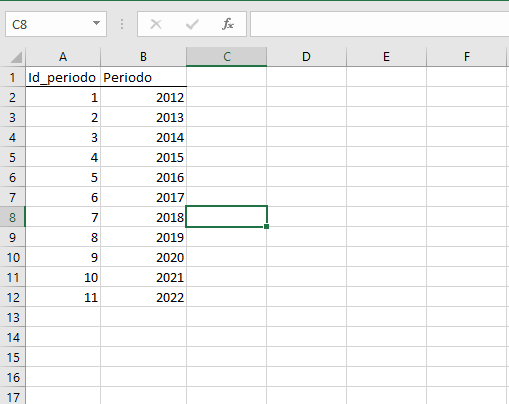 C8
fx
A B C D E F
1 Id_periodo Periodo
2 1 2012
3 2 2013
4 3 2014
5 4 2015
6 5 2016
7 6 2017
8 7 2018
9 8 2019
10 9 2020
11 10 2021
12 11 2022
13
14
15
16
17